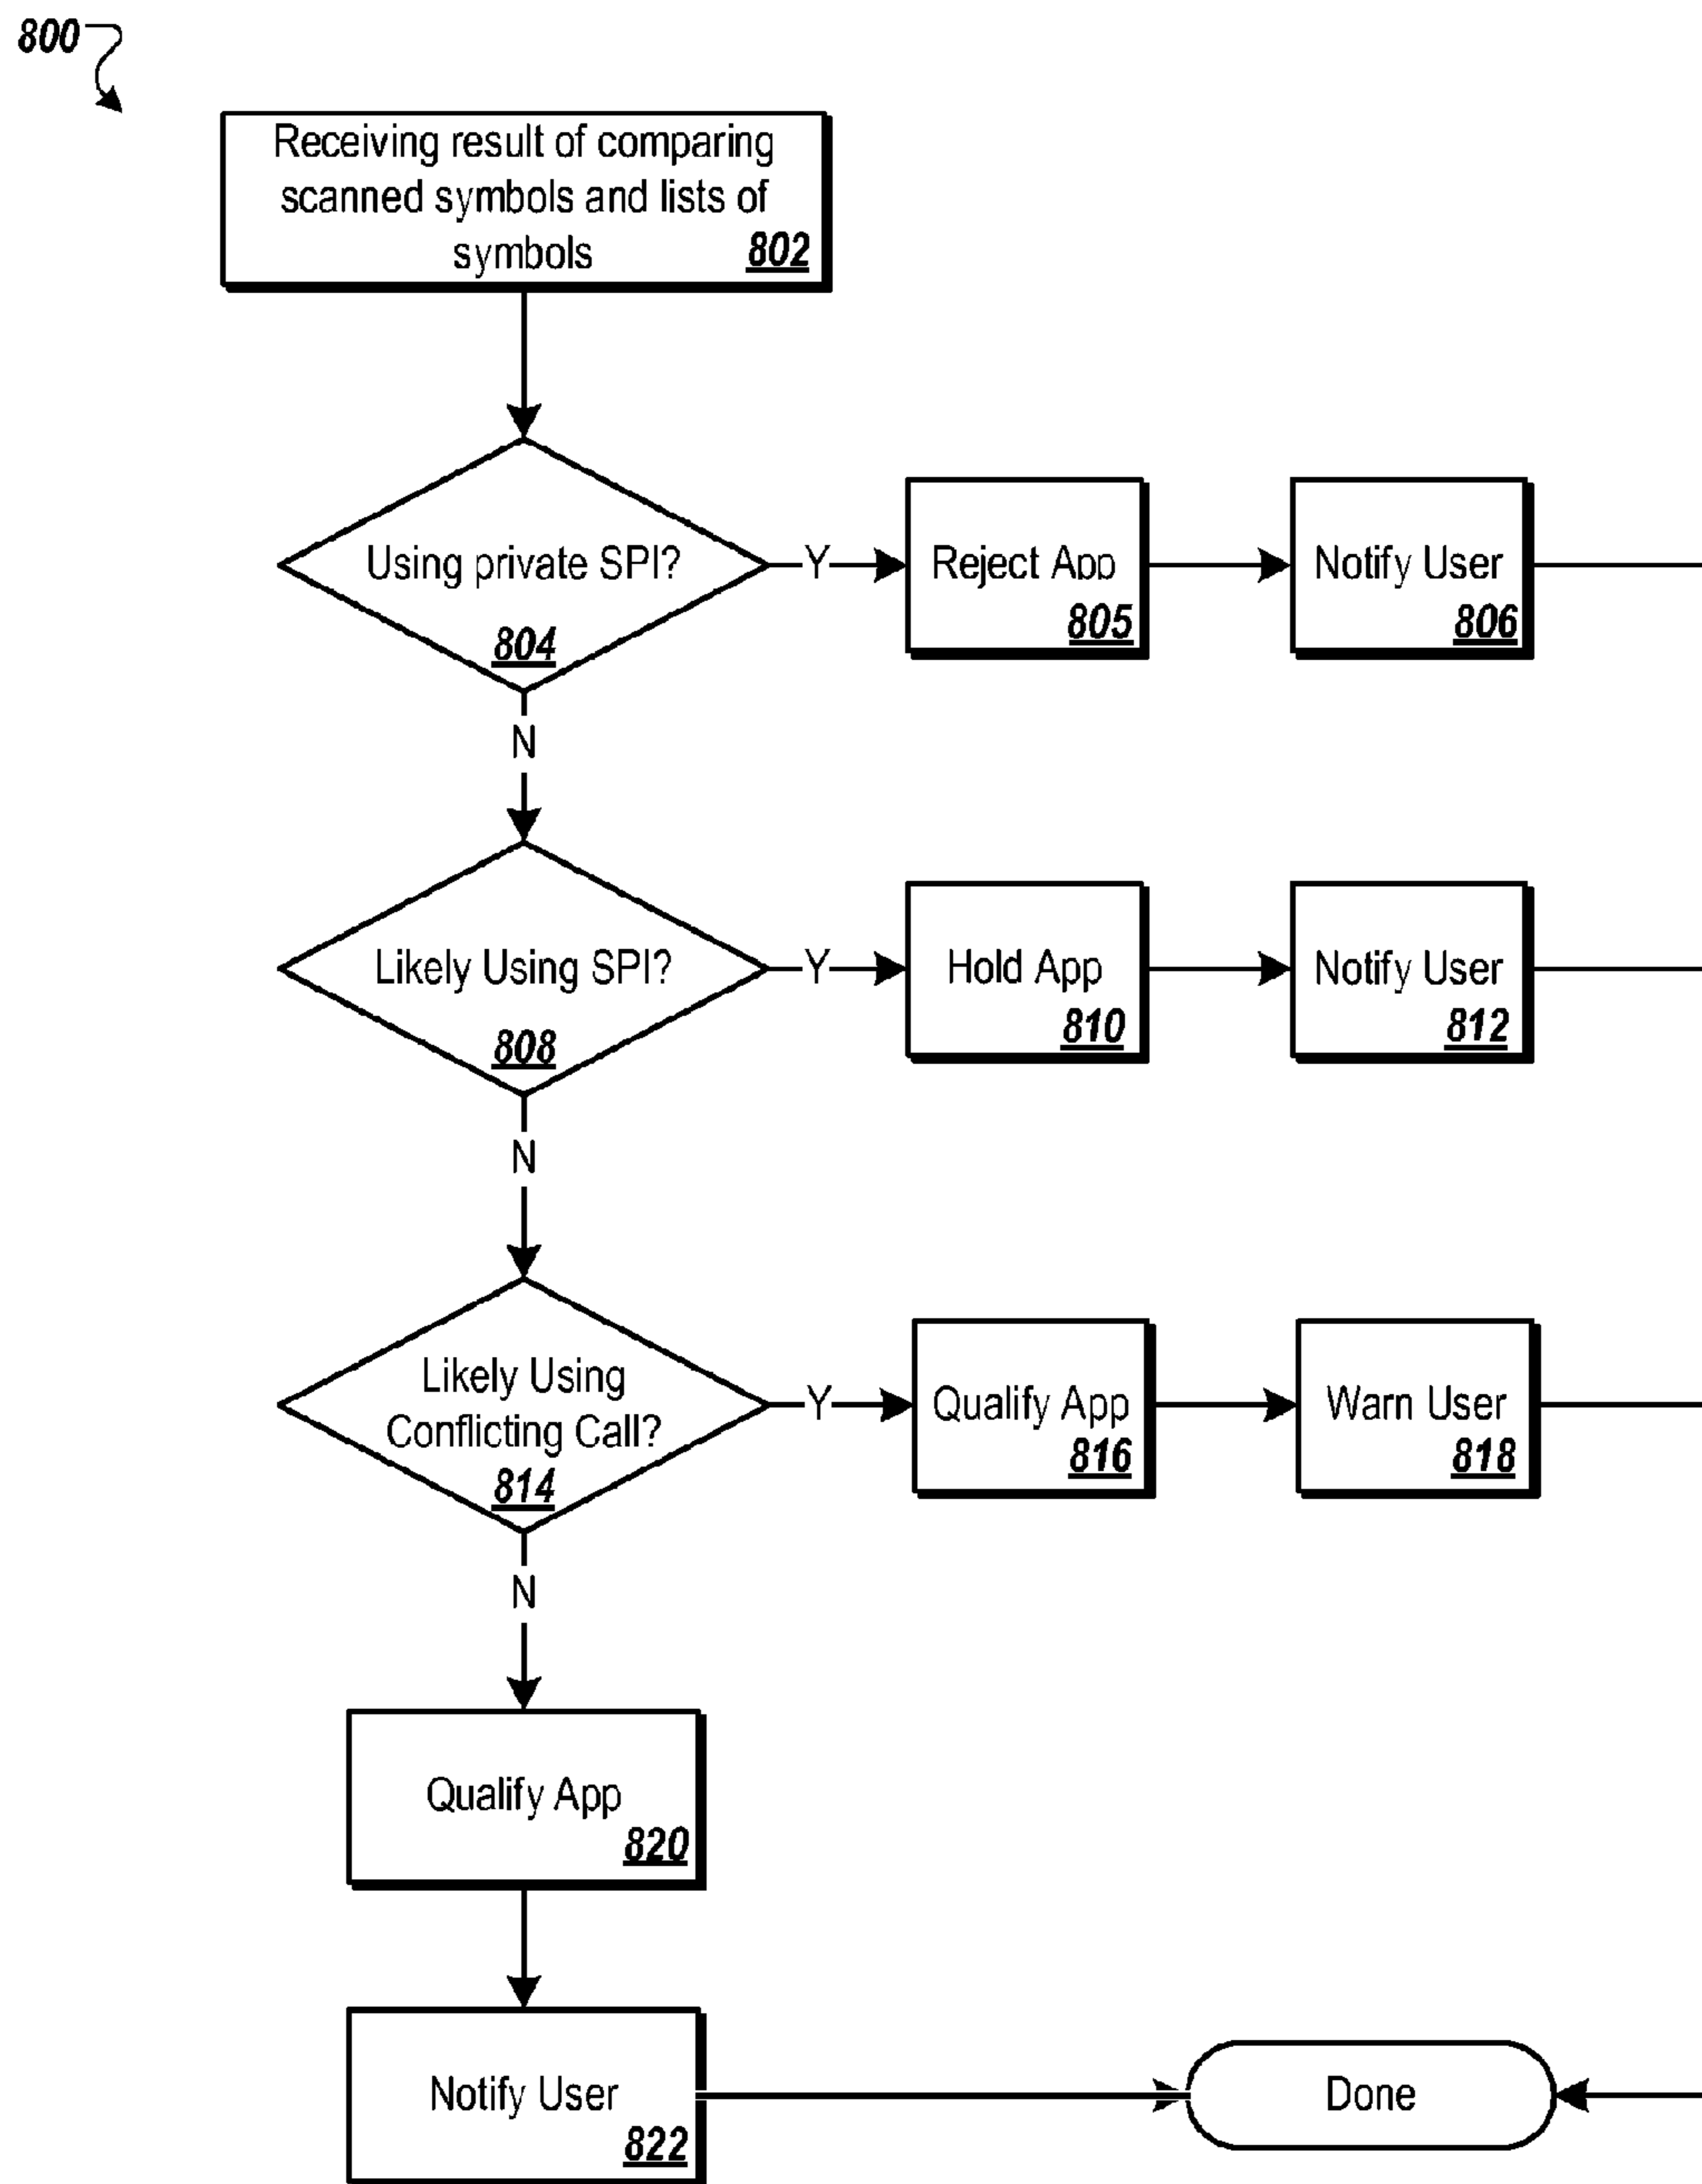 800
Receiving result of comparing
scanned symbols and lists of
symbols
802
Using private SPI?
804
Y
Reject App
805
Notify User
806
N
Likely Using SPI?
808
Y
Hold App
810
Notify User
812
N
Likely Using
Conflicting Call?
814
Y
Qualify App
816
Warn User
818
N
Qualify App
820
Notify User
822
Done